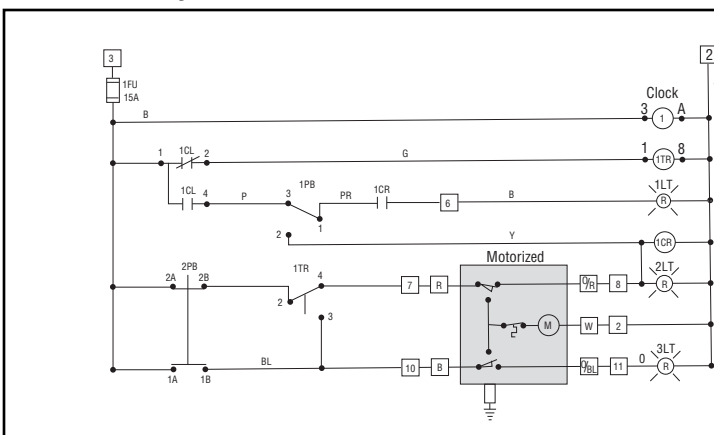 3
2
1FU
15A
Clock
B
3
1
A
1
1CL
2
G
1
1TR
8
1CL
4
P
3
1PB
PR
1CR
6
B
1LT
R
1
2
Y
1CR
Motorized
2PB
1TR
2LT
2A
2B
4
7
R
O/R
8
R
2
M
W
2
3
BL
10
B
O/BL
11
0
3LT
R
1A
1B